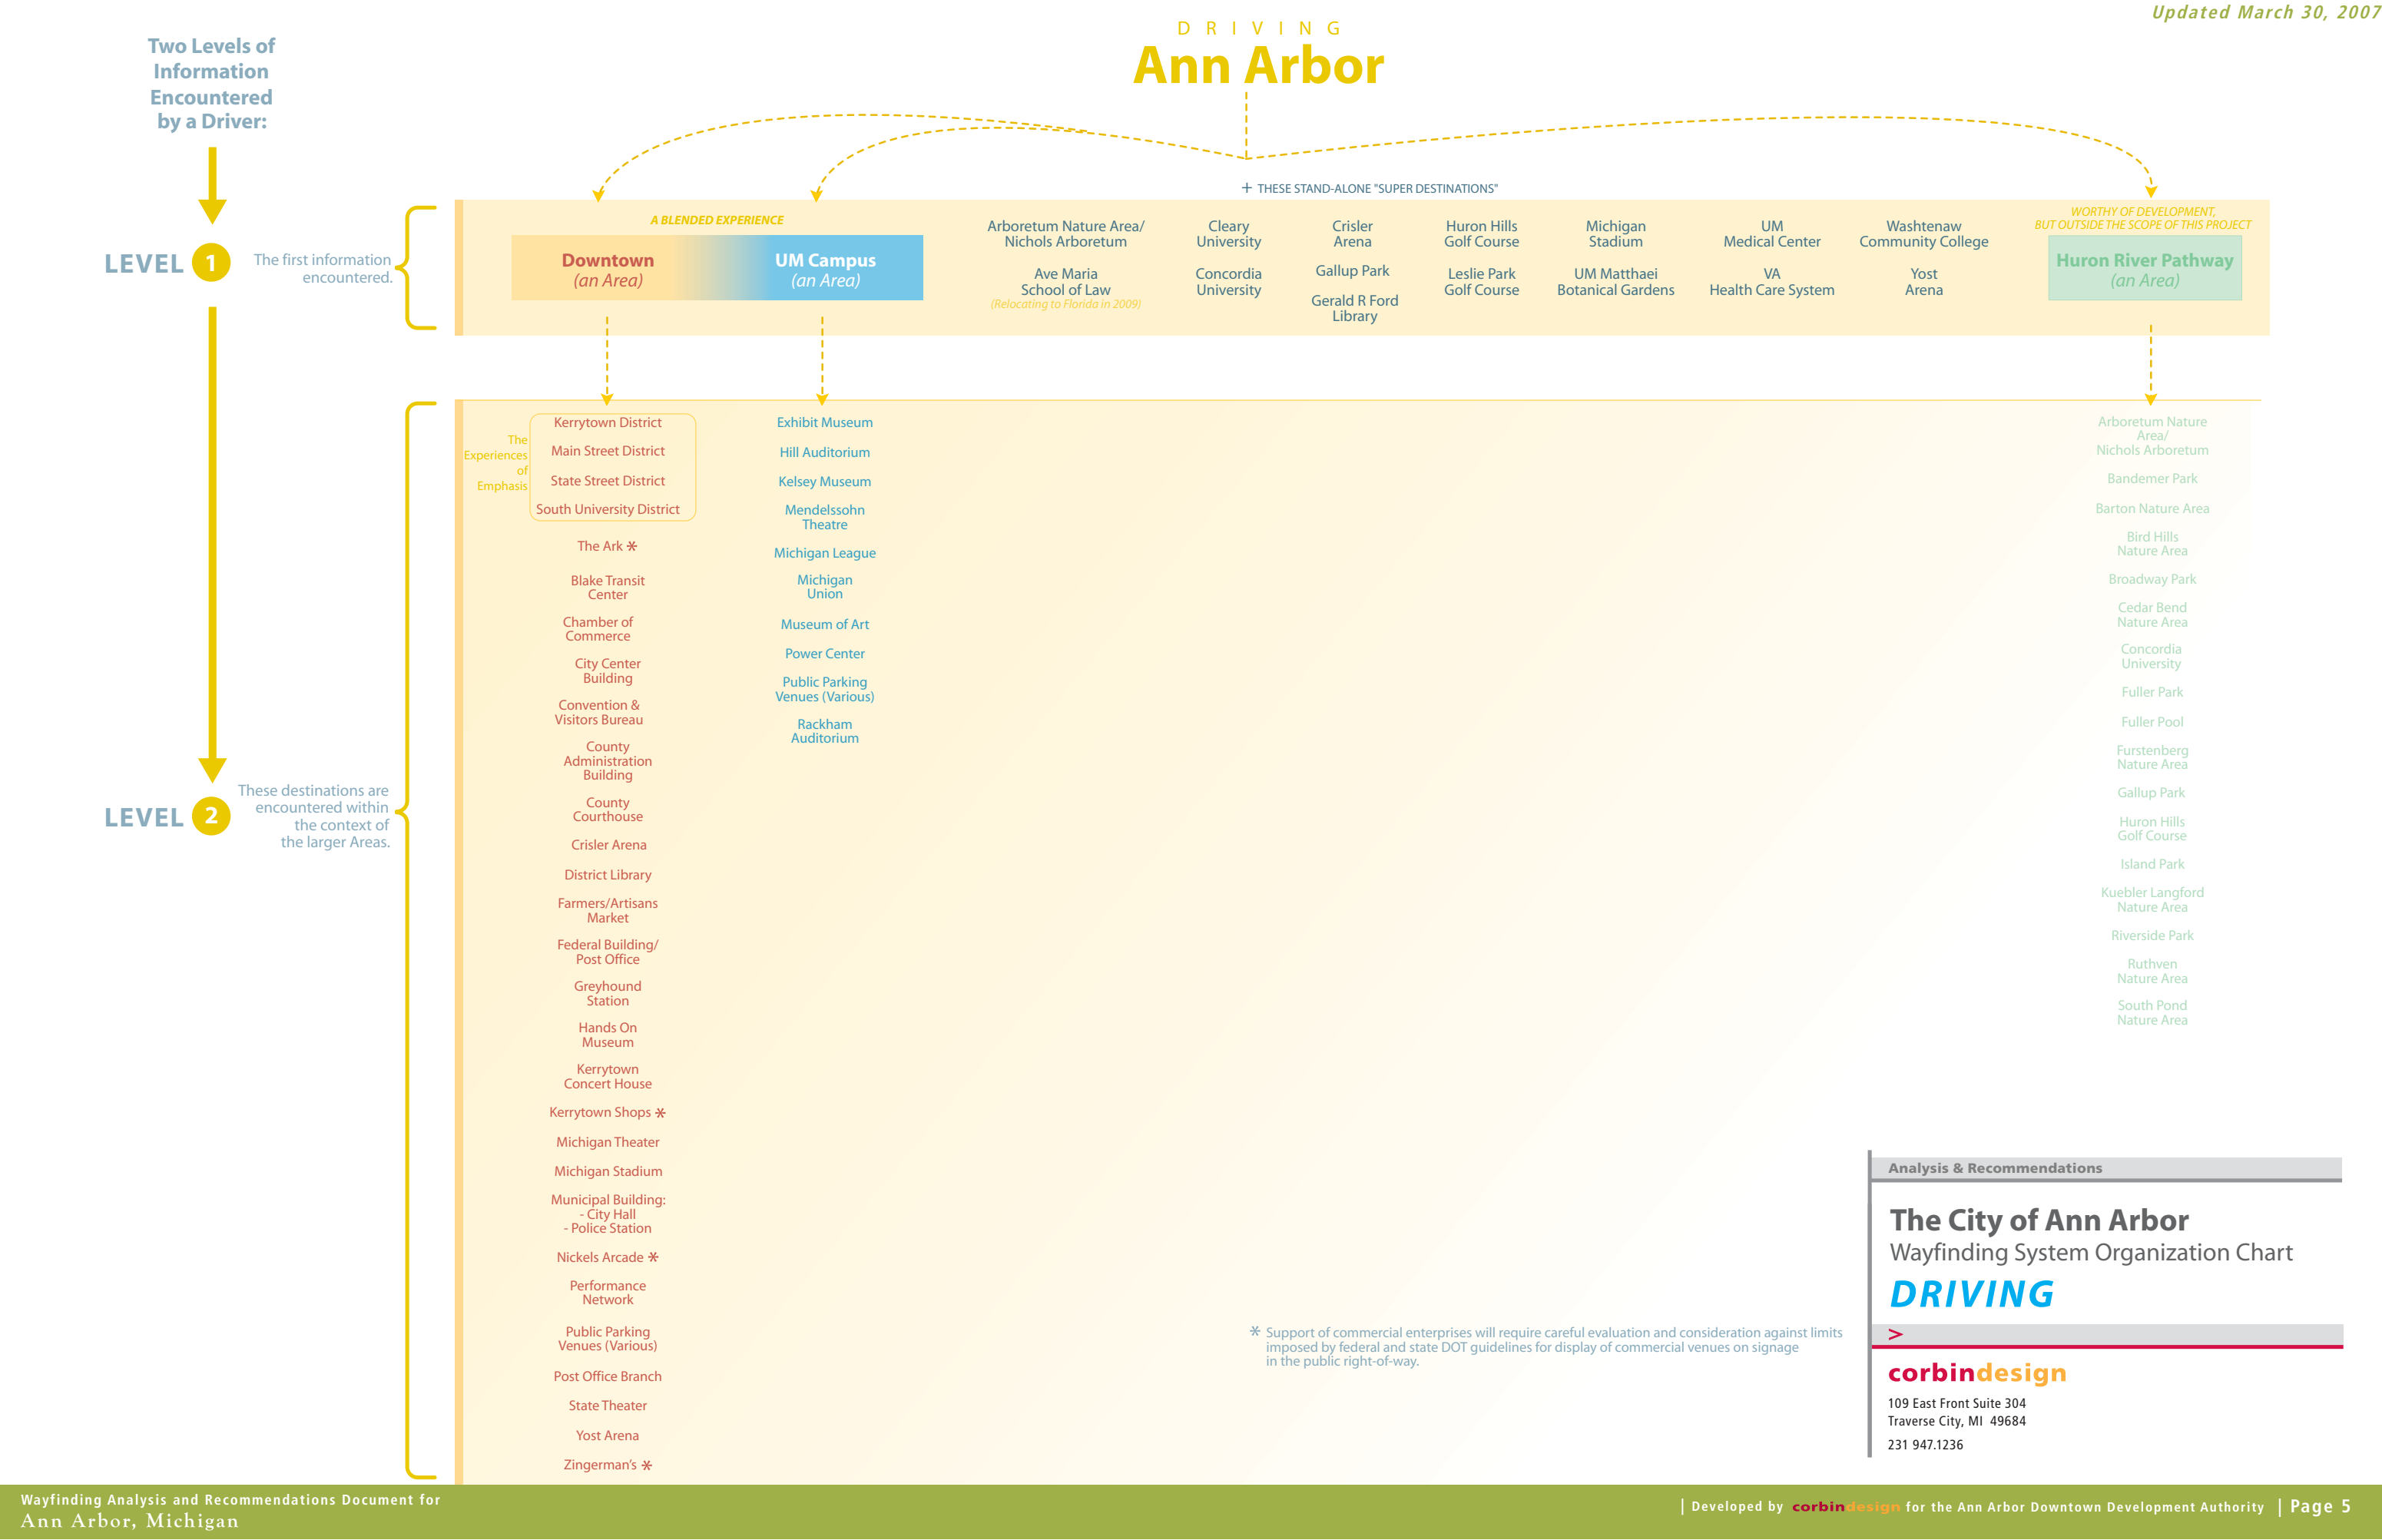 Updated March 30, 2007
DRIVING
Ann Arbor
Two Levels of
Information
Encountered
by a Driver:
+ THESE STAND-ALONE "SUPER DESTINATIONS"
LEVEL 1
The first information
encountered.
A BLENDED EXPERIENCE
Downtown
(an Area)
UM Campus
(an Area)
Arboretum Nature Area/
Nichols Arboretum
Ave Maria
School of Law
(Relocating to Florida in 2009)
Cleary
University
Concordia
University
Crisler
Arena
Gallup Park
Gerald R Ford
Library
Huron Hills
Golf Course
Leslie Park
Golf Course
Michigan
Stadium
UM Matthaei
Botanical Gardens
UM
Medical Center
VA
Health Care System
Washtenaw
Community College
Yost
Arena
WORTHY OF DEVELOPMENT,
BUT OUTSIDE THE SCOPE OF THIS PROJECT
Huron River Pathway
(an Area)
LEVEL 2
These destinations are
encountered within
the context of
the larger Areas.
The
Experiences
of
Emphasis
Kerrytown District
Main Street District
State Street District
South University District
The Ark *
Blake Transit
Center
Chamber of
Commerce
City Center
Building
Convention &
Visitors Bureau
County
Administration
Building
County
Courthouse
Crisler Arena
District Library
Farmers/Artisans
Market
Federal Building/
Post Office
Greyhound
Station
Hands On
Museum
Kerrytown
Concert House
Kerrytown Shops *
Michigan Theater
Michigan Stadium
Municipal Building:
- City Hall
- Police Station
Nickels Arcade *
Performance
Network
Public Parking
Venues (Various)
Post Office Branch
State Theater
Yost Arena
Zingerman's *
Exhibit Museum
Hill Auditorium
Kelsey Museum
Mendelssohn
Theatre
Michigan League
Michigan
Union
Museum of Art
Power Center
Public Parking
Venues (Various)
Rackham
Auditorium
Arboretum Nature
Area/
Nichols Arboretum
Bandemer Park
Barton Nature Area
Bird Hills
Nature Area
Broadway Park
Cedar Bend
Nature Area
Concordia
University
Fuller Park
Fuller Pool
Furstenberg
Nature Area
Gallup Park
Huron Hills
Golf Course
Island Park
Kuebler Langford
Nature Area
Riverside Park
Ruthven
Nature Area
South Pond
Nature Area
* Support of commercial enterprises will require careful evaluation and consideration against limits
imposed by federal and state DOT guidelines for display of commercial venues on signage
in the public right-of-way.
Analysis & Recommendations
The City of Ann Arbor
Wayfinding System Organization Chart
DRIVING
>
corbindesign
109 East Front Suite 304
Traverse City, MI 49684
231 947.1236
Wayfinding Analysis and Recommendations Document for
Ann Arbor, Michigan
| Developed by corbindesign for the Ann Arbor Downtown Development Authority | Page 5